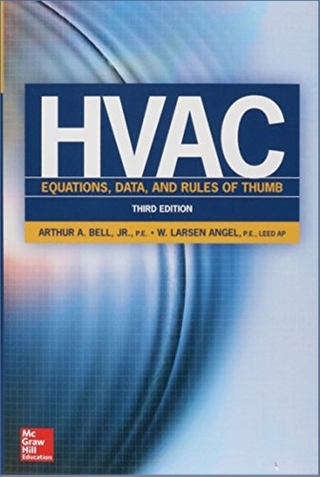 HVAC
EQUATIONS, DATA, AND RULES OF THUMB
THIRD EDITION
ARTHUR A. BELL, JR., P.E. • W. LARSEN ANGEL, P.E., LEED AP
Mc
Graw
Hill
Education